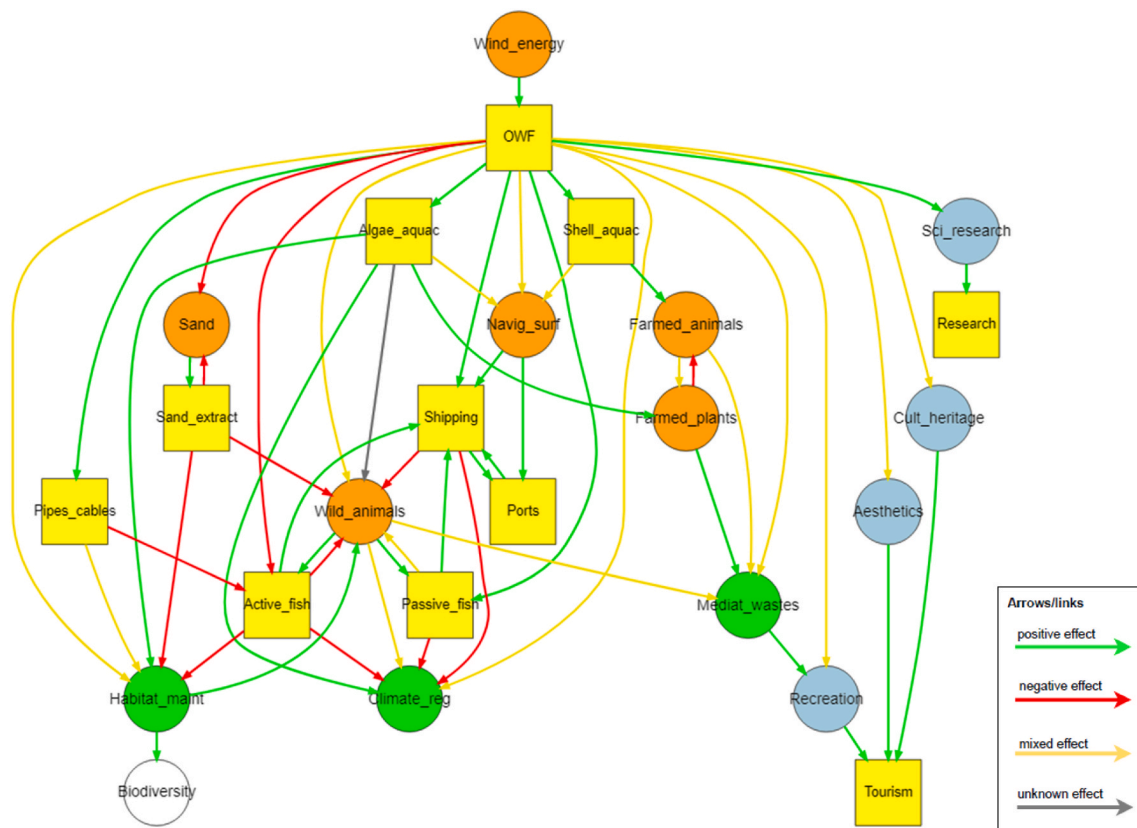 Wind_energy
OWF
Algae_aquac
Shell_aquac
Sci_research
Sand
Navig_surf
Farmed_animals
Research
Sand_extract
Shipping
Farmed_plants
Cult_heritage
Pipes_cables
Wild_animals
Ports
Aesthetics
Active_fish
Passive_fish
Mediat_wastes
Habitat_maint
Climate_reg
Recreation
Biodiversity
Tourism
Arrows/links
positive effect
negative effect
mixed effect
unknown effect